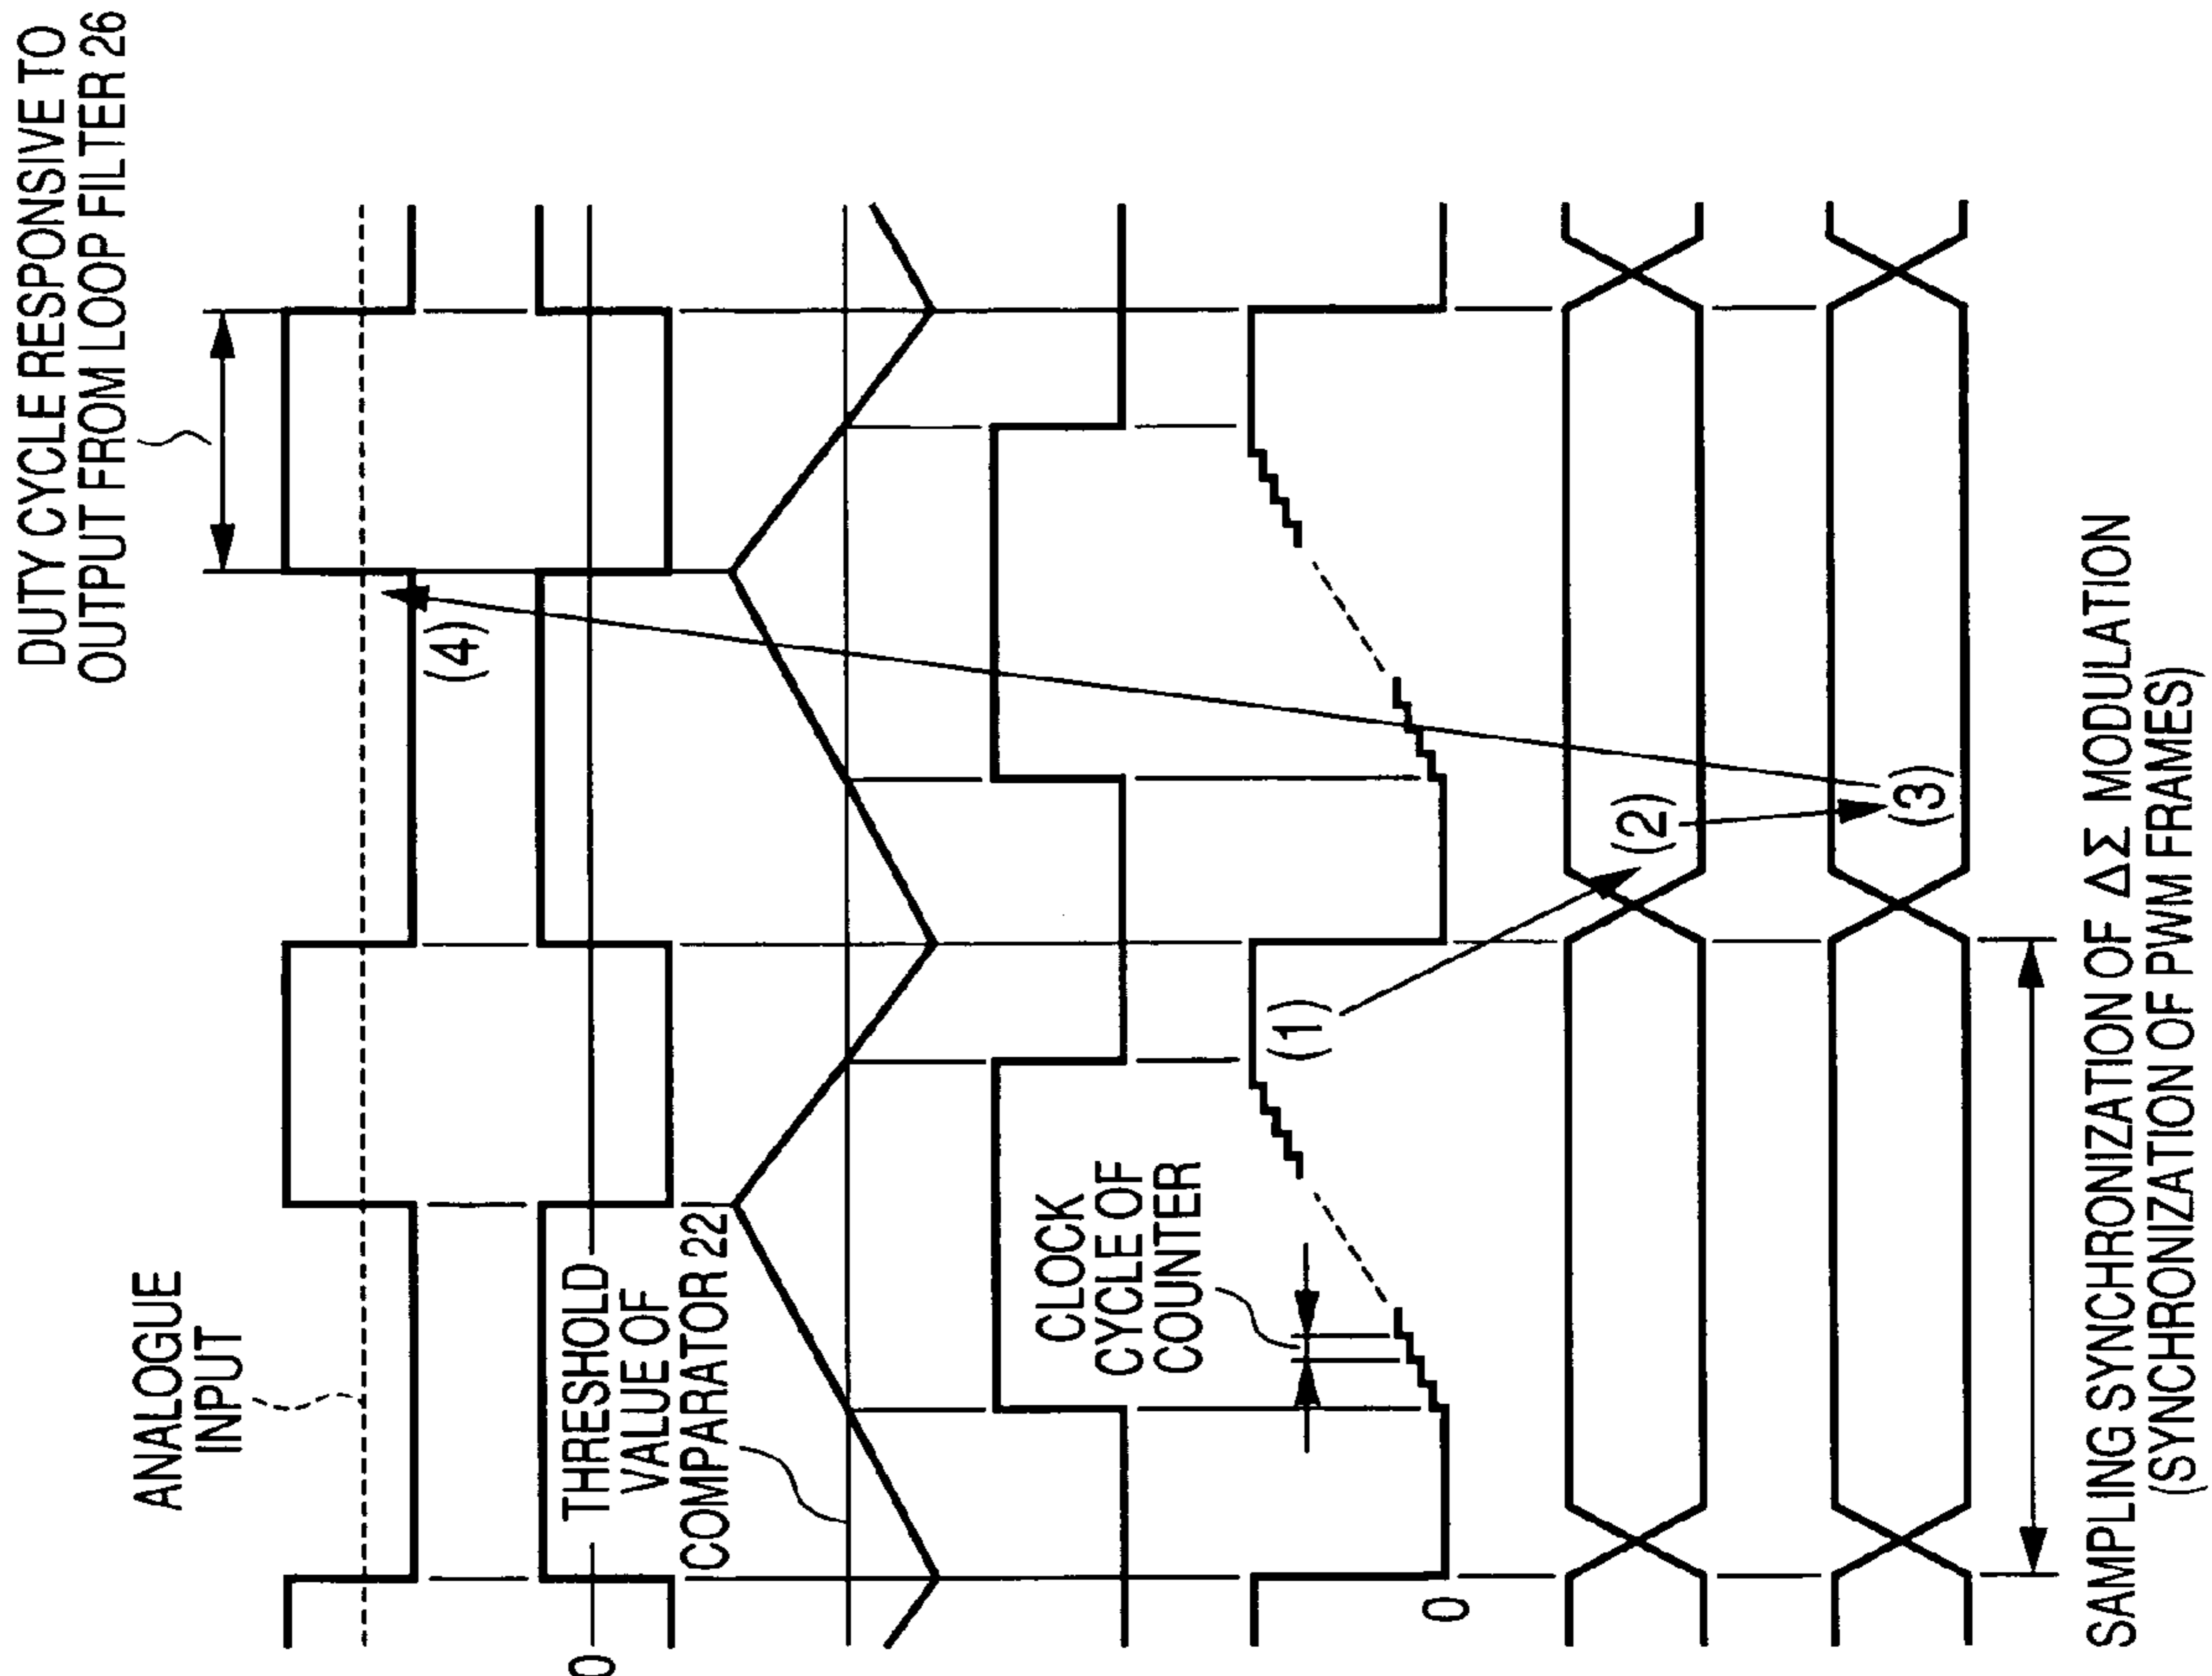 DUTY CYCLE RESPONSIVE TO
OUTPUT FROM LOOP FILTER 26
ANALOGUE
INPUT
(4)
0
THRESHOLD
VALUE OF
COMPARATOR 22
CLOCK
CYCLE OF
COUNTER
(1)
0
(2)
(3)
SAMPLING SYNCHRONIZATION OF ΔΣ MODULATION
(SYNCHRONIZATION OF PWM FRAMES)